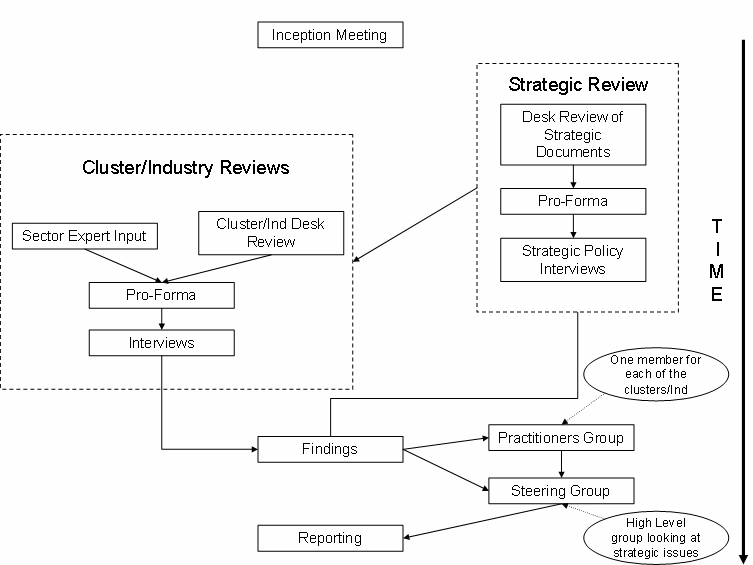 Inception Meeting
Strategic Review
Desk Review of
Strategic
Documents
Pro-Forma
Strategic Policy
Interviews
Cluster/Industry Reviews
Sector Expert Input
Cluster/Ind Desk
Review
Pro-Forma
Interviews
T
I
M
E
One member for
each of the
clusters/Ind
Findings
Practitioners Group
Steering Group
Reporting
High Level
group looking at
strategic issues